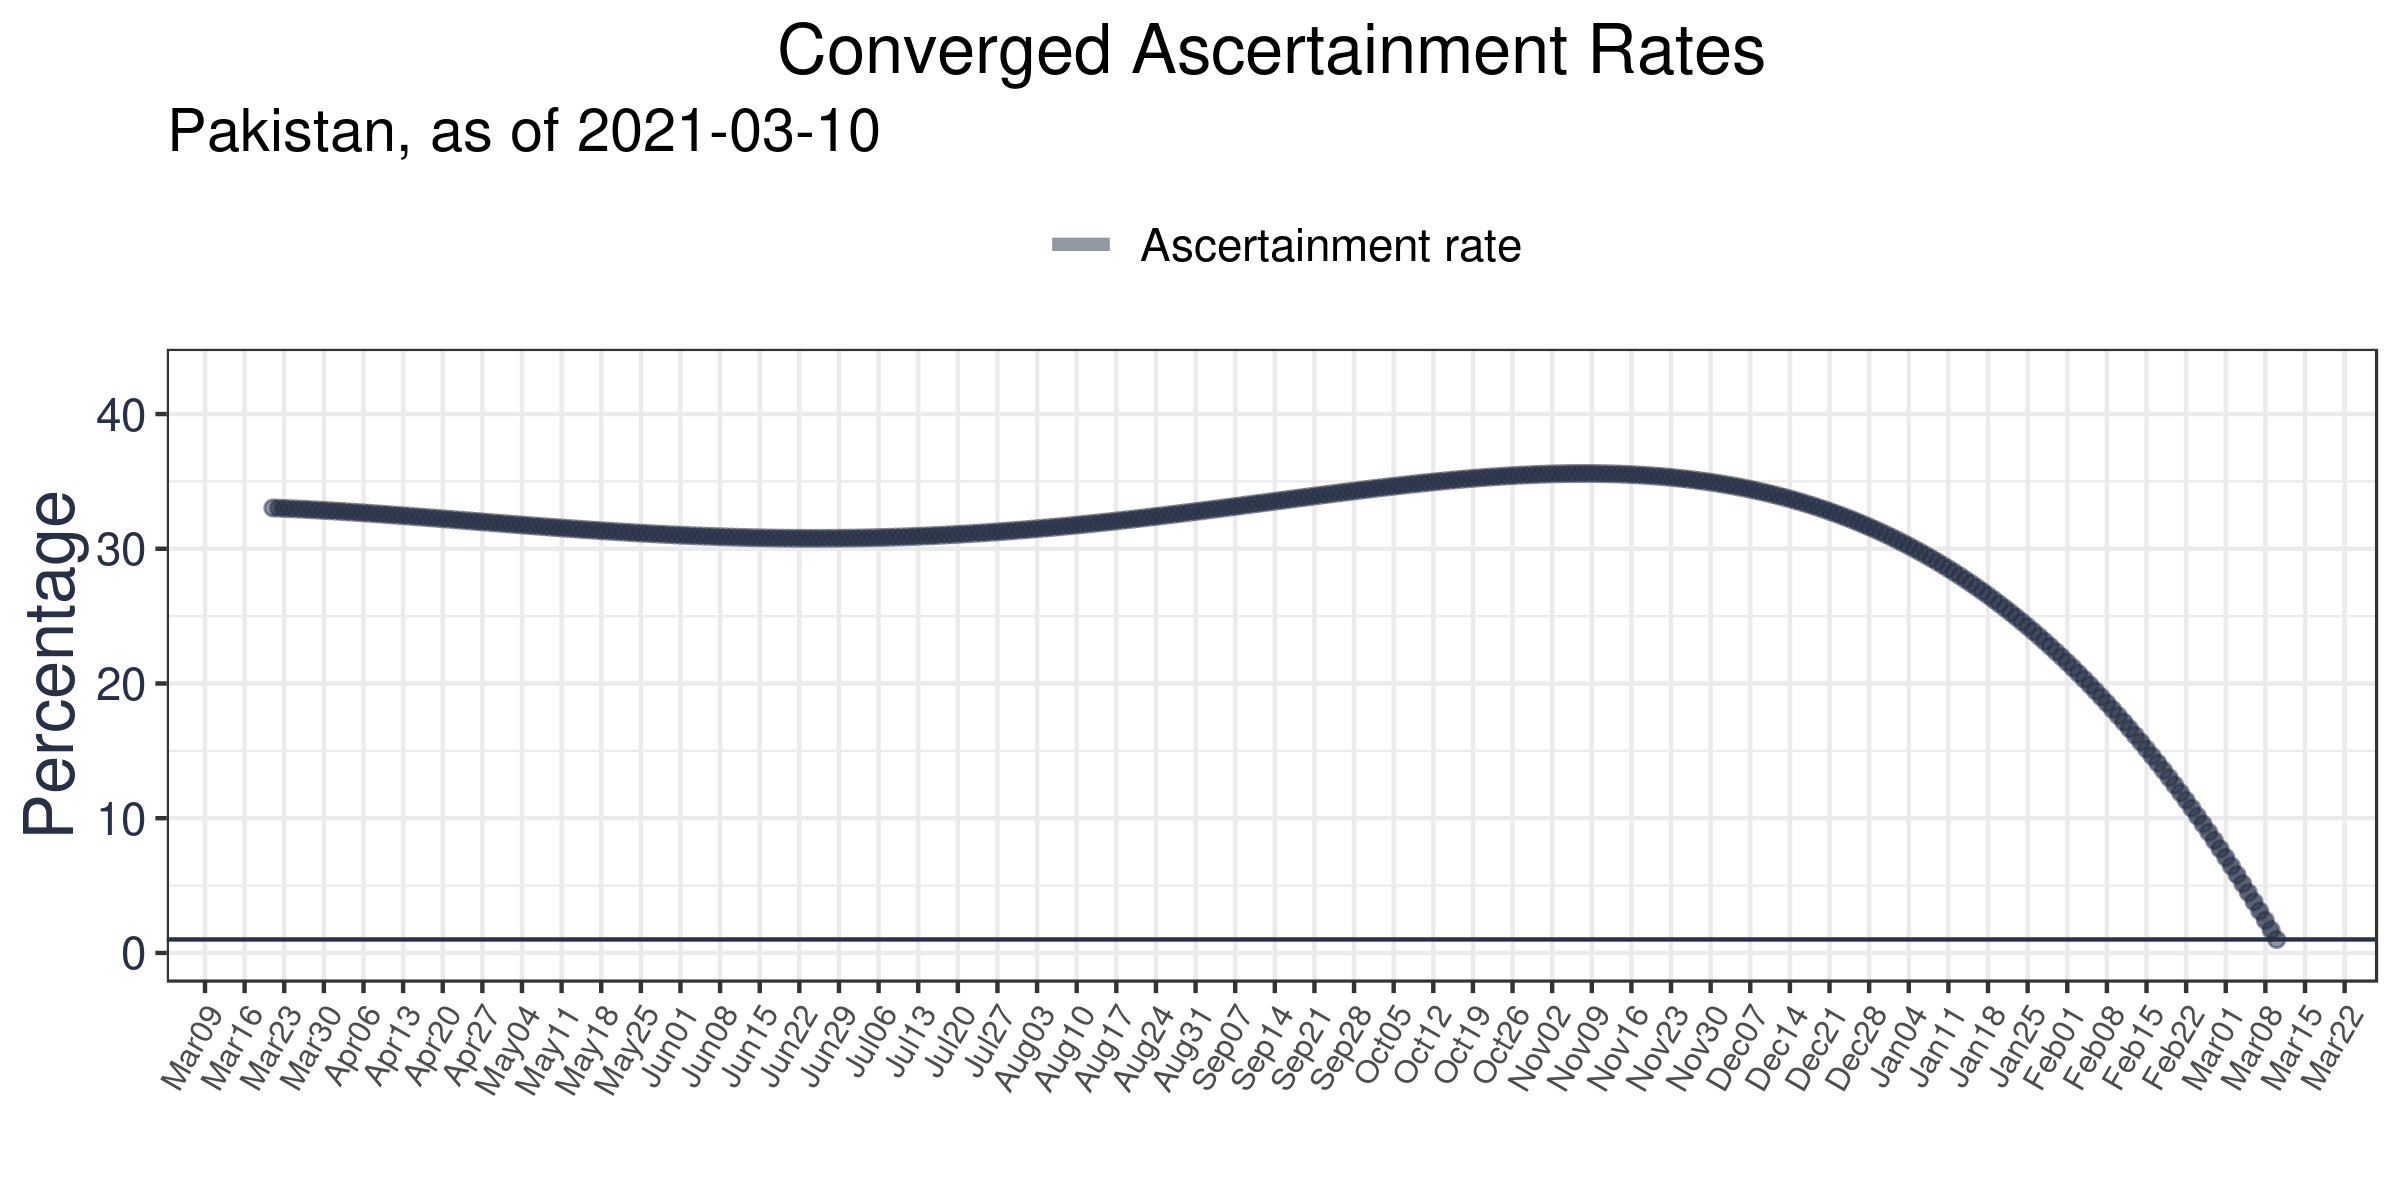 Converged Ascertainment Rates
Pakistan, as of 2021-03-10
Ascertainment rate
Percentage
40
30
20
10
0
Mar09 Mar16 Mar23 Mar30 Apr06 Apr13 Apr20 Apr27 May04 May11 May18 May25 Jun01 Jun08 Jun15 Jun22 Jun29 Jul06 Jul13 Jul20 Jul27 Aug03 Aug10 Aug17 Aug24 Aug31 Sep07 Sep14 Sep21 Sep28 Oct05 Oct12 Oct19 Oct26 Nov02 Nov09 Nov16 Nov23 Nov30 Dec07 Dec14 Dec21 Dec28 Jan04 Jan11 Jan18 Jan25 Feb01 Feb08 Feb15 Feb22 Mar01 Mar08 Mar15 Mar22